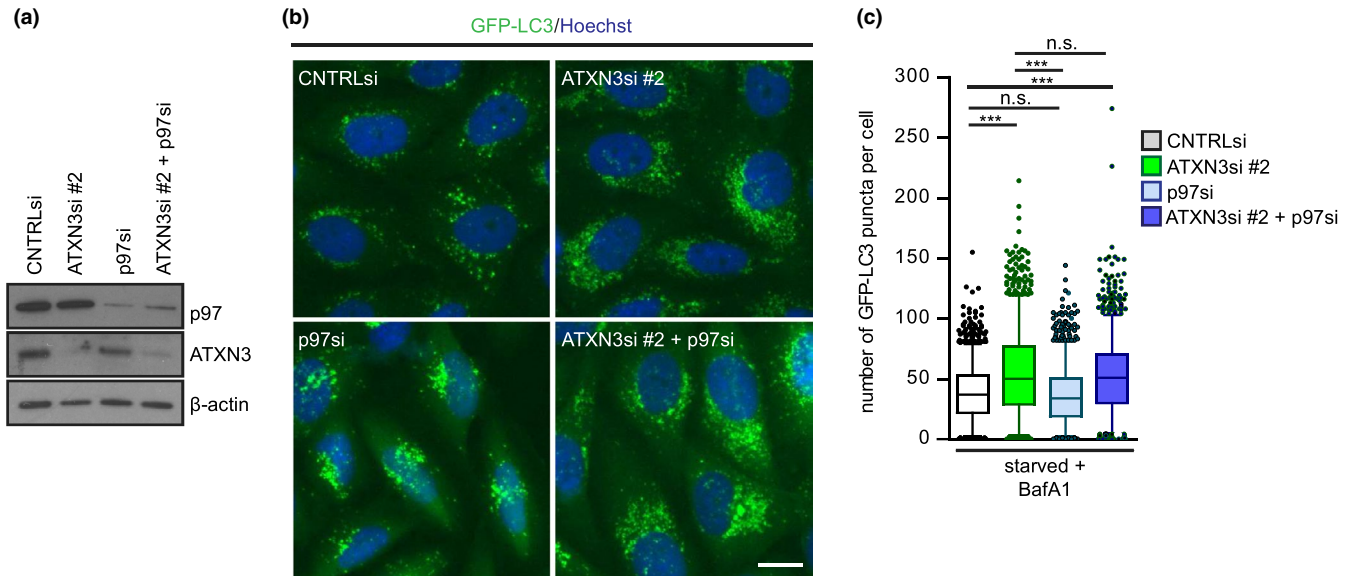 (a)
CNTRLsi
ATXN3si #2
p97si
ATXN3si #2 + p97si
p97
ATXN3
β-actin
(b)
GFP-LC3/Hoechst
CNTRLsi
ATXN3si #2
p97si
ATXN3si #2 + p97si
(c)
n.s.
***
***
n.s.
***
number of GFP-LC3 puncta per cell
300
250
200
150
100
50
0
starved +
BafA1
CNTRLsi
ATXN3si #2
p97si
ATXN3si #2 + p97si